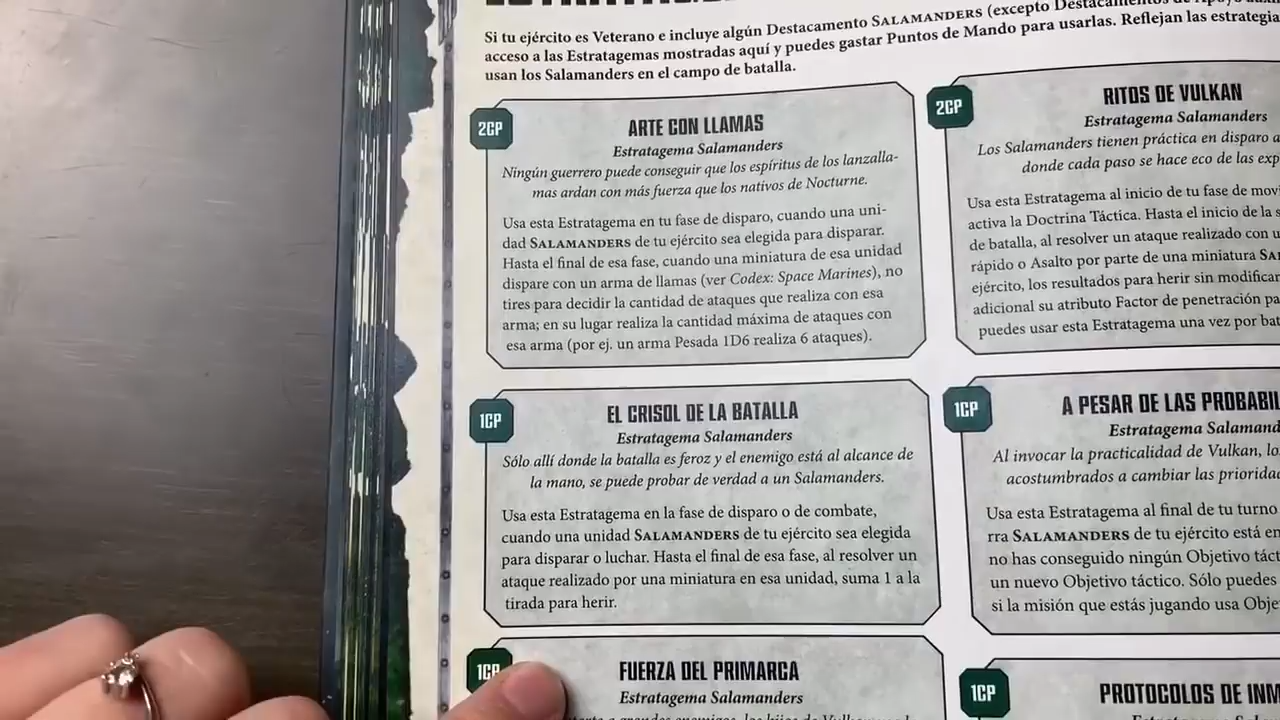 Si tu ejército es Veterano e incluye algún Destacamento SALAMANDERS (excepto Destacamentos de
acceso a las Estratagemas mostradas aquí y puedes gastar Puntos de Mando para usarlas. Reflejan las
usan los Salamanders en el campo de batalla.
2CP
ARTE CON LLAMAS
Estratagema Salamanders
Ningún guerrero puede conseguir que los espíritus de los lanzalla-
mas ardan con más fuerza que los nativos de Nocturne.
Usa esta Estratagema en tu fase de disparo, cuando una uni-
dad SALAMANDERS de tu ejército sea elegida para disparar.
Hasta el final de esa fase, cuando una miniatura de esa unidad
dispare con un arma de llamas (ver Codex: Space Marines), no
tires para decidir la cantidad de ataques que realiza con esa
arma; en su lugar realiza la cantidad máxima de ataques con
esa arma (por ej. un arma Pesada 1D6 realiza 6 ataques).
2CP
RITOS DE VULKAN
Estratagema Salamanders
Los Salamanders tienen práctica en disparo
donde cada paso se hace eco de las
Usa esta Estratagema al inicio de tu fase de
activa la Doctrina Táctica. Hasta el inicio de la
de batalla, al resolver un ataque realizado con
rápido o Asalto por parte de una miniatura
ejército, los resultados para herir sin
adicional su atributo Factor de penetración
puedes usar esta Estratagema una vez por
1CP
EL CRISOL DE LA BATALLA
Estratagema Salamanders
Sólo allí donde la batalla es feroz y el enemigo está al alcance de
la mano, se puede probar de verdad a un Salamanders.
Usa esta Estratagema en la fase de disparo o de combate,
cuando una unidad SALAMANDERS de tu ejército sea elegida
para disparar o luchar. Hasta el final de esa fase, al resolver un
ataque realizado por una miniatura en esa unidad, suma 1 a la
tirada para herir.
1CP
A PESAR DE LAS
Estratagema
Al invocar la practicalidad de Vulkan,
acostumbrados a cambiar las
Usa esta Estratagema al final de tu turno
rra SALAMANDERS de tu ejército está en
no has conseguido ningún Objetivo
un nuevo Objetivo táctico. Sólo puedes
si la misión que estás jugando usa
1CP
FUERZA DEL PRIMARCA
Estratagema Salamanders
1CP
PROTOCOLOS DE